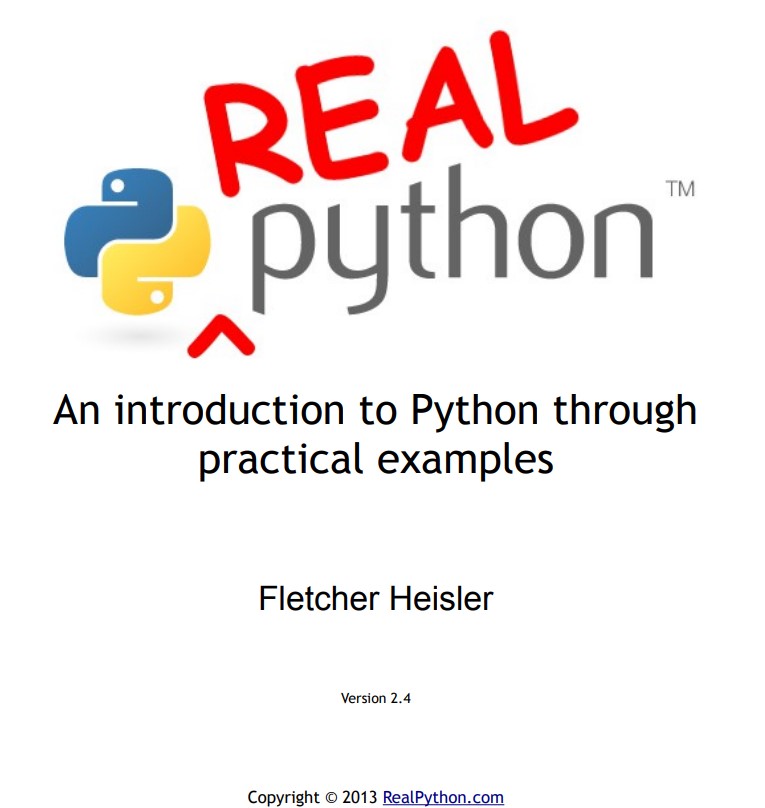 REAL
python TM
An introduction to Python through
practical examples
Fletcher Heisler
Version 2.4
Copyright © 2013 RealPython.com